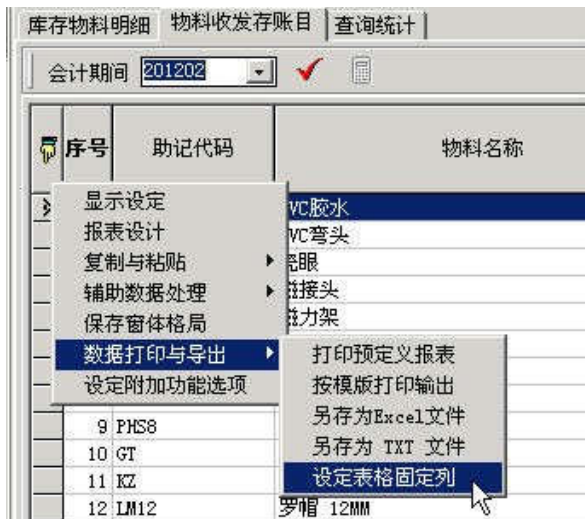 库存物料明细 物料收发存账目 查询统计
会计期间 201202
序号 助记代码 物料名称
显示设定
报表设计
复制与粘贴
辅助数据处理
保存窗体格局
数据打印与导出
设定附加功能选项
VC胶水
VC弯头
接头
力架
打印预定义报表
按模版打印输出
另存为Excel文件
另存为 TXT 文件
设定表格固定列
9 PHS8
10 GT
11 KZ
12 LM12 罗帽 12MM